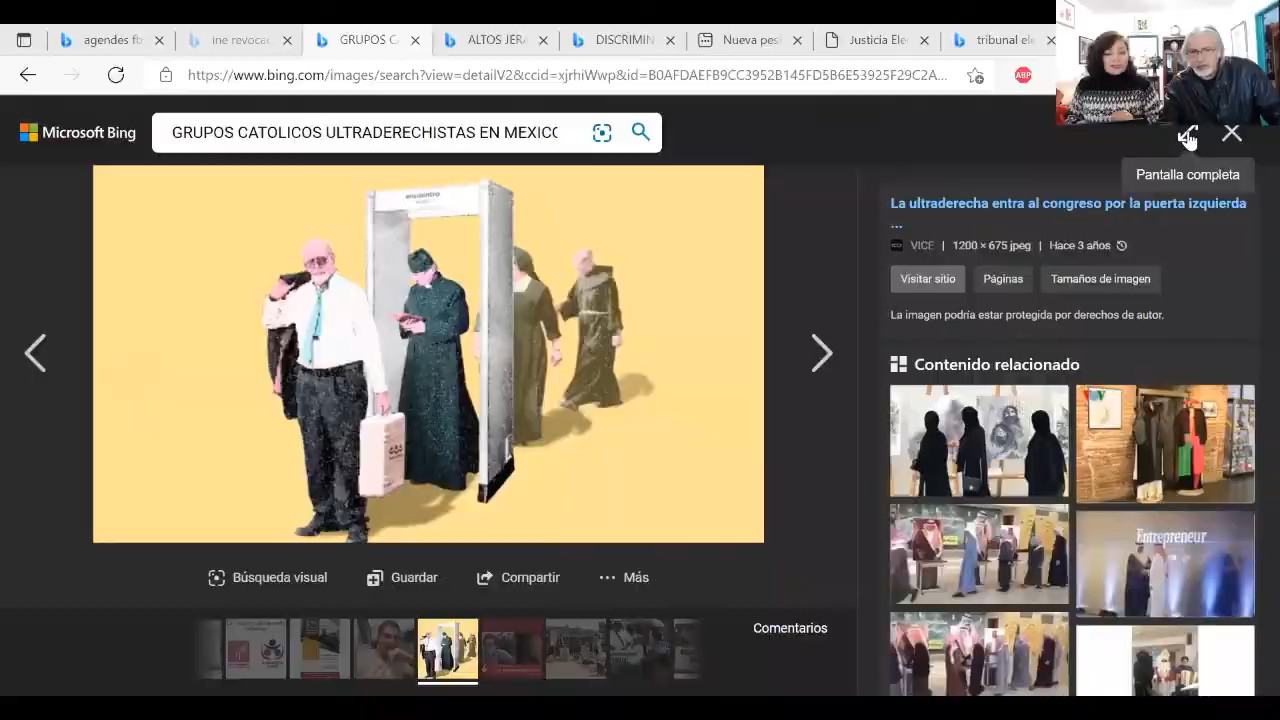 agendes fb
ine revoca
GRUPOS C
ALTOS JER
DISCRIMIN
Nueva pes
Justicia Ele
tribunal ele
https://www.bing.com/images/search?view=detailV2&ccid=xjrhiWwp&id=B0AFDAEFB9CC3952B145FD5B6E53925F29C2A...
ABP
Microsoft Bing
GRUPOS CATOLICOS ULTRADERECHISTAS EN MEXICO
Pantalla completa
encuentro
La ultraderecha entra al congreso por la puerta izquierda
...
VICE | 1200 × 675 jpeg | Hace 3 años
Visitar sitio
Páginas
Tamaños de imagen
La imagen podría estar protegida por derechos de autor.
Contenido relacionado
Entrepreneur
Búsqueda visual
Guardar
Compartir
Más
Comentarios